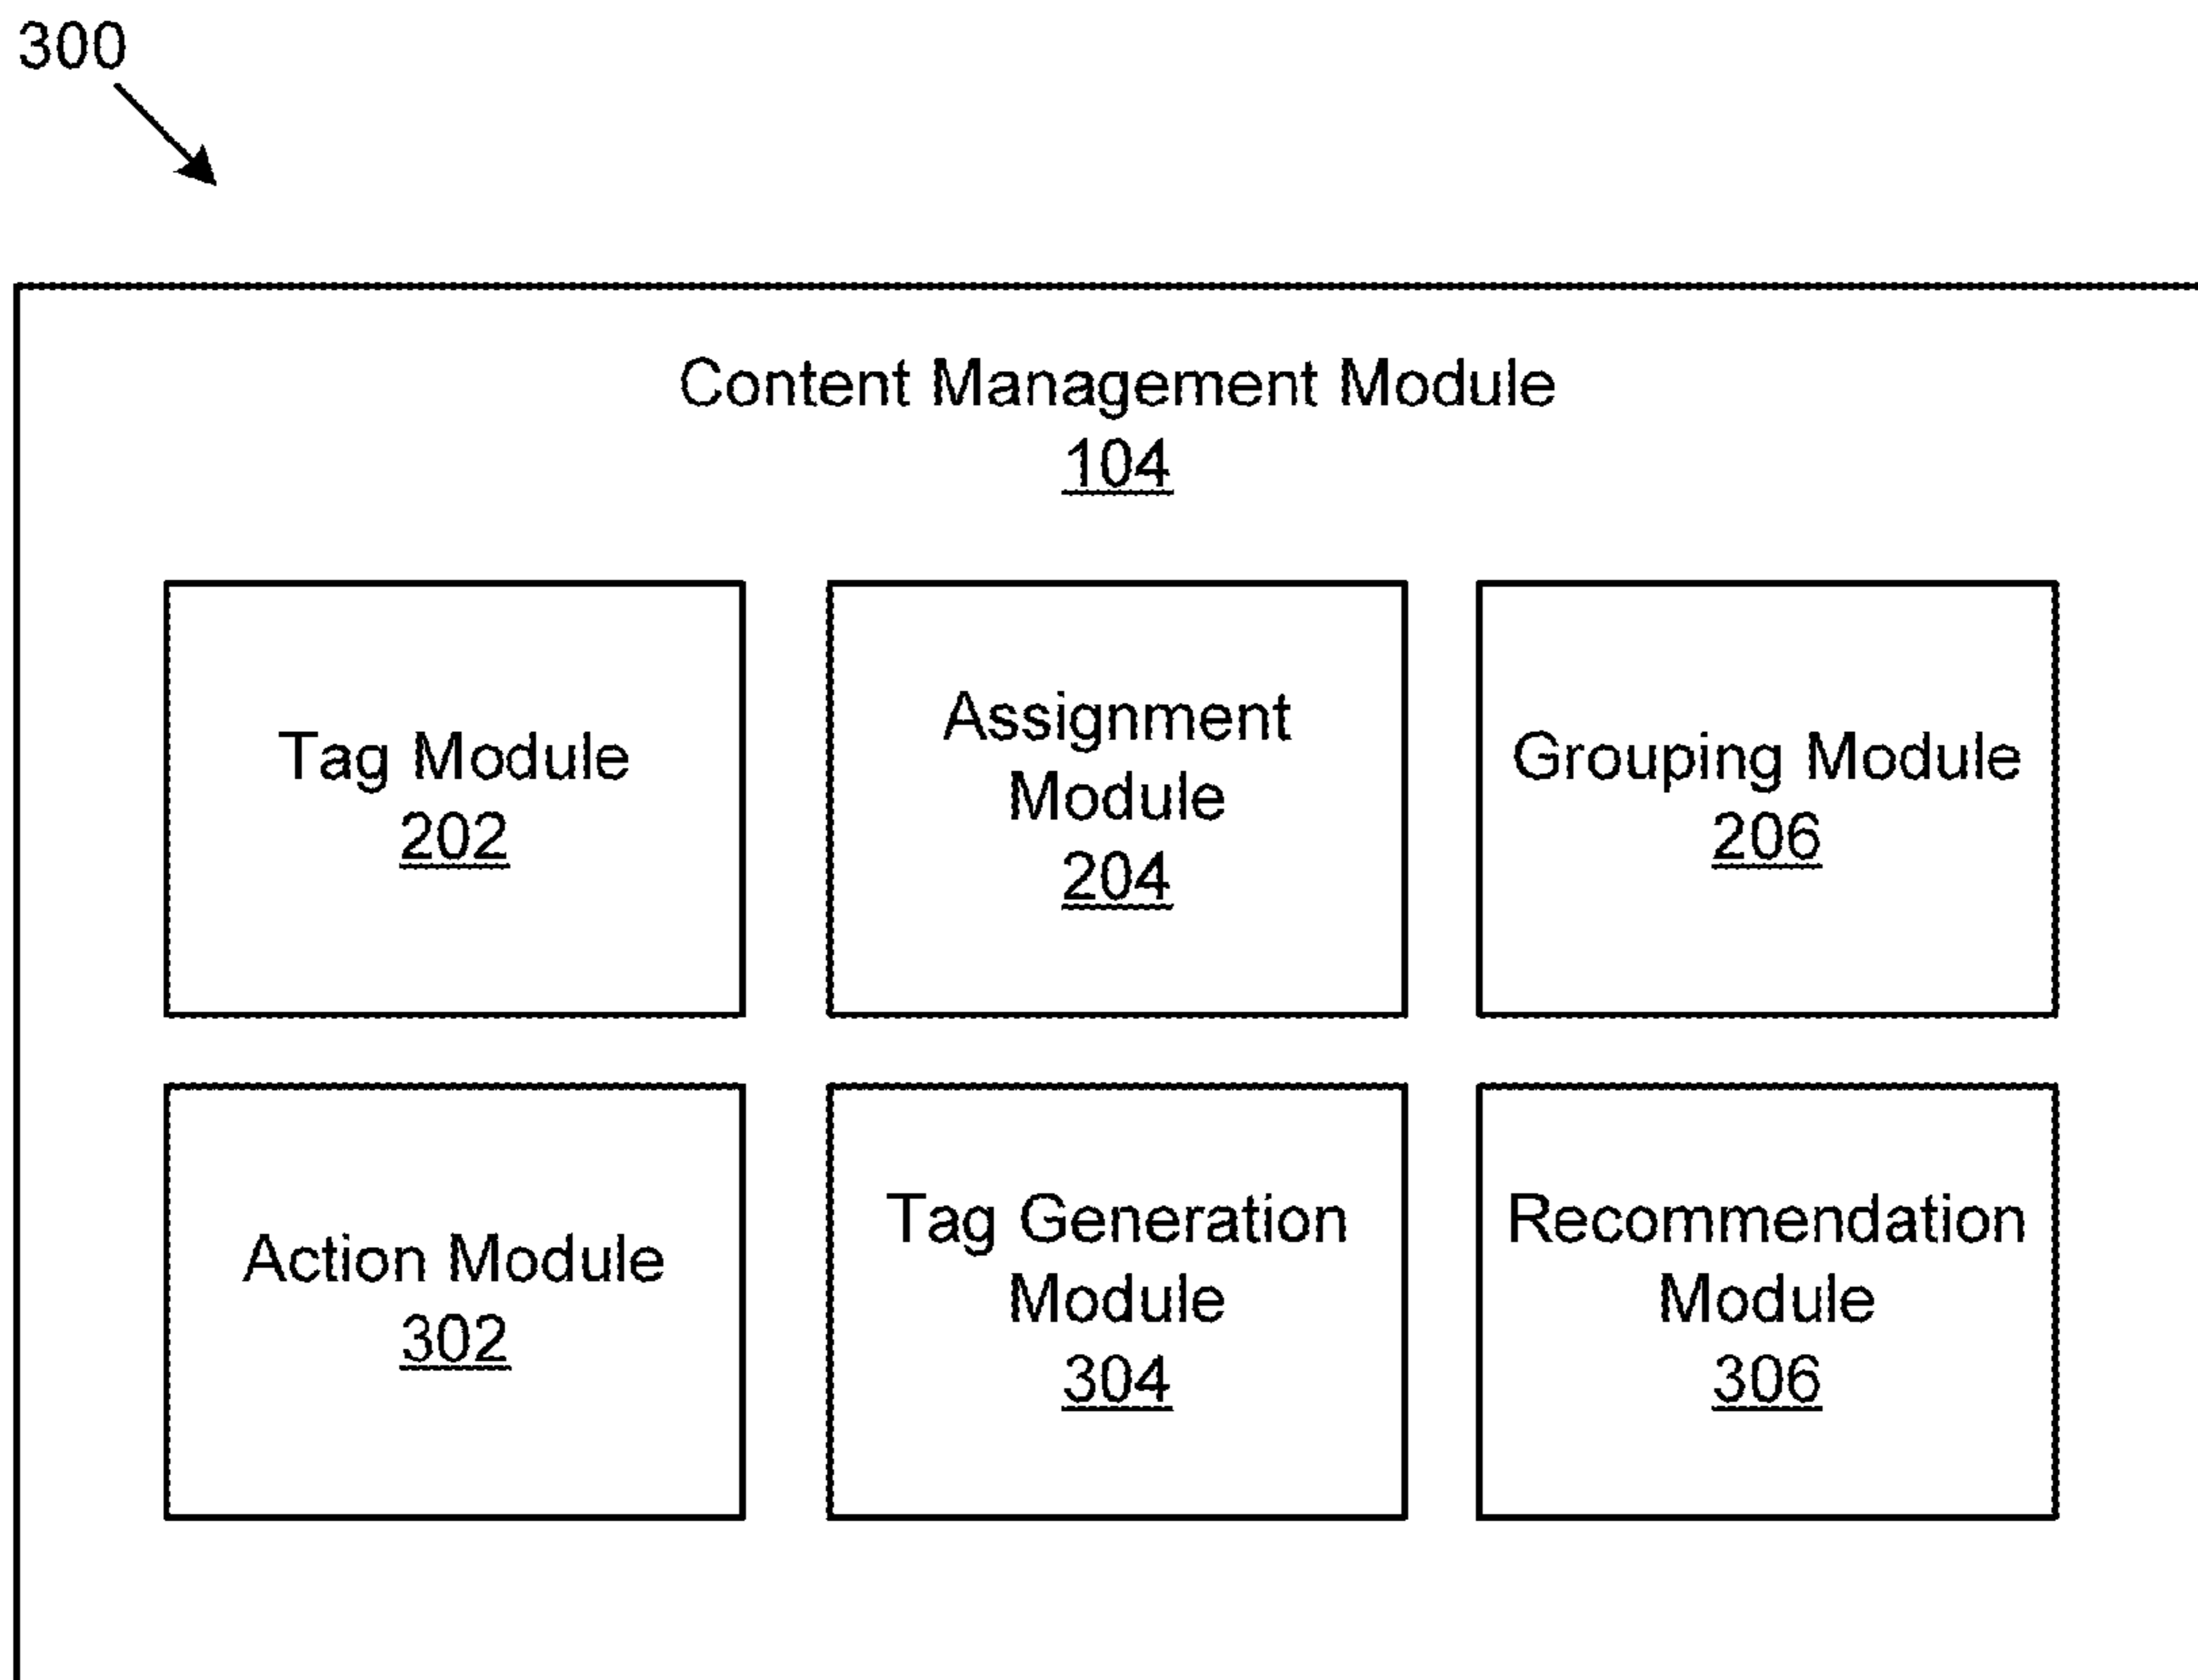 300
Content Management Module
104
Tag Module
202
Assignment
Module
204
Grouping Module
206
Action Module
302
Tag Generation
Module
304
Recommendation
Module
306